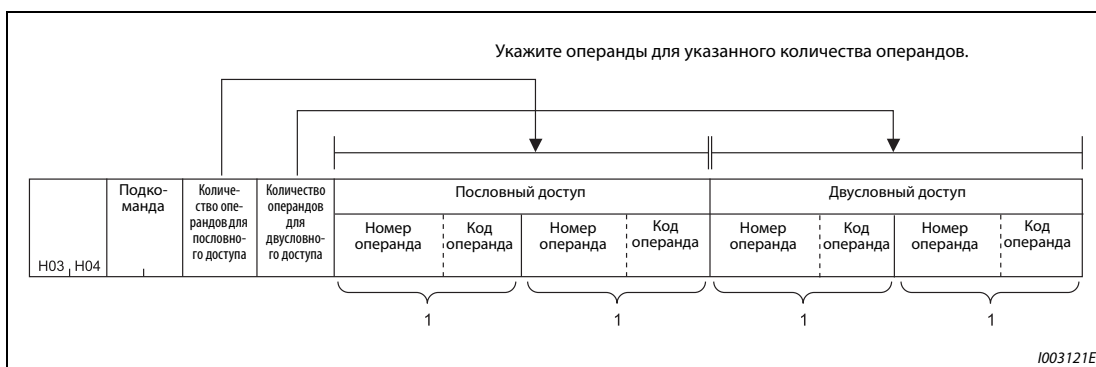 Укажите операнды для указанного количества операндов.
Подко-
манда
Количе-
ство опе-
рандов для
пословно-
го доступа
Количество
операндов
для
двусловно-
го доступа
Пословный доступ
Двусловный доступ
Номер
операнда
Код
операнда
Номер
операнда
Код
операнда
Номер
операнда
Код
операнда
Номер
операнда
Код
операнда
H03 H04
1
1
1
1
I003121E